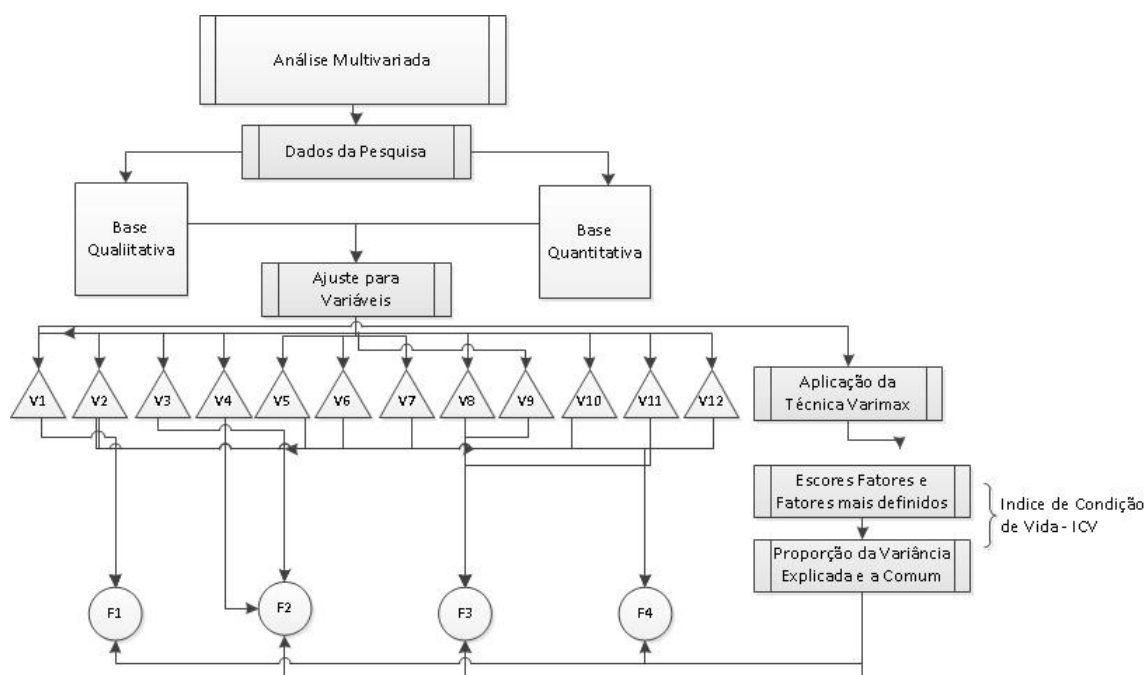 Análise Multivariada
Dados da Pesquisa
Base
Qualiitativa
Base
Quantitativa
Ajuste para
Variáveis
V1
V2
V3
V4
V5
V6
V7
V8
V9
V10
V11
V12
Aplicação da
Técnica Varimax
Escores Fatores e
Fatores mais definidos
Indice de Condição
de Vida - ICV
Proporção da Variância
Explicada e a Comum
F1
F2
F3
F4